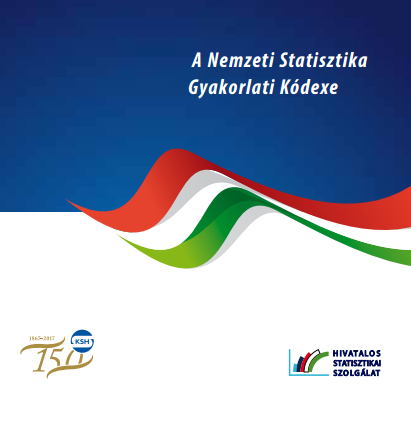 A Nemzeti Statisztika
Gyakorlati Kódexe
1867–2017
150
KSH
HIVATALOS
STATISZTIKAI
SZOLGÁLAT